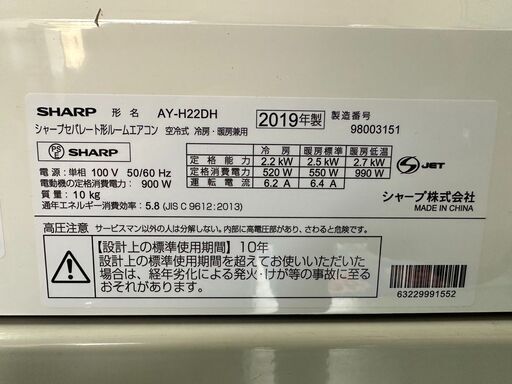 SHARP 形名 AY-H22DH 2019年製 製造番号
シャープセパレート形ルームエアコン 空冷式 冷房・暖房兼用 98003151
PS E SHARP
電源：単相 100 V 50/60 Hz
電動機の定格消費電力： 900 W
質量：10 kg
通年エネルギー消費効率：5.8 (JIS C 9612:2013)
冷房 暖房標準 暖房低温
定格能力 2.2 kW 2.5 kW 2.7 kW
定格消費電力 520 W 550 W 990 W
運転電流 6.2 A 6.4 A
S JET
シャープ株式会社
MADE IN CHINA
高圧注意 サービスマン以外の人は分解しない。内部に高電圧部があり、さわると危険です。
【設計上の標準使用期間】10年
設計上の標準使用期間を超えてお使いいただいた
場合は、経年劣化による発火・けが等の事故に至る
おそれがあります。
63229991552